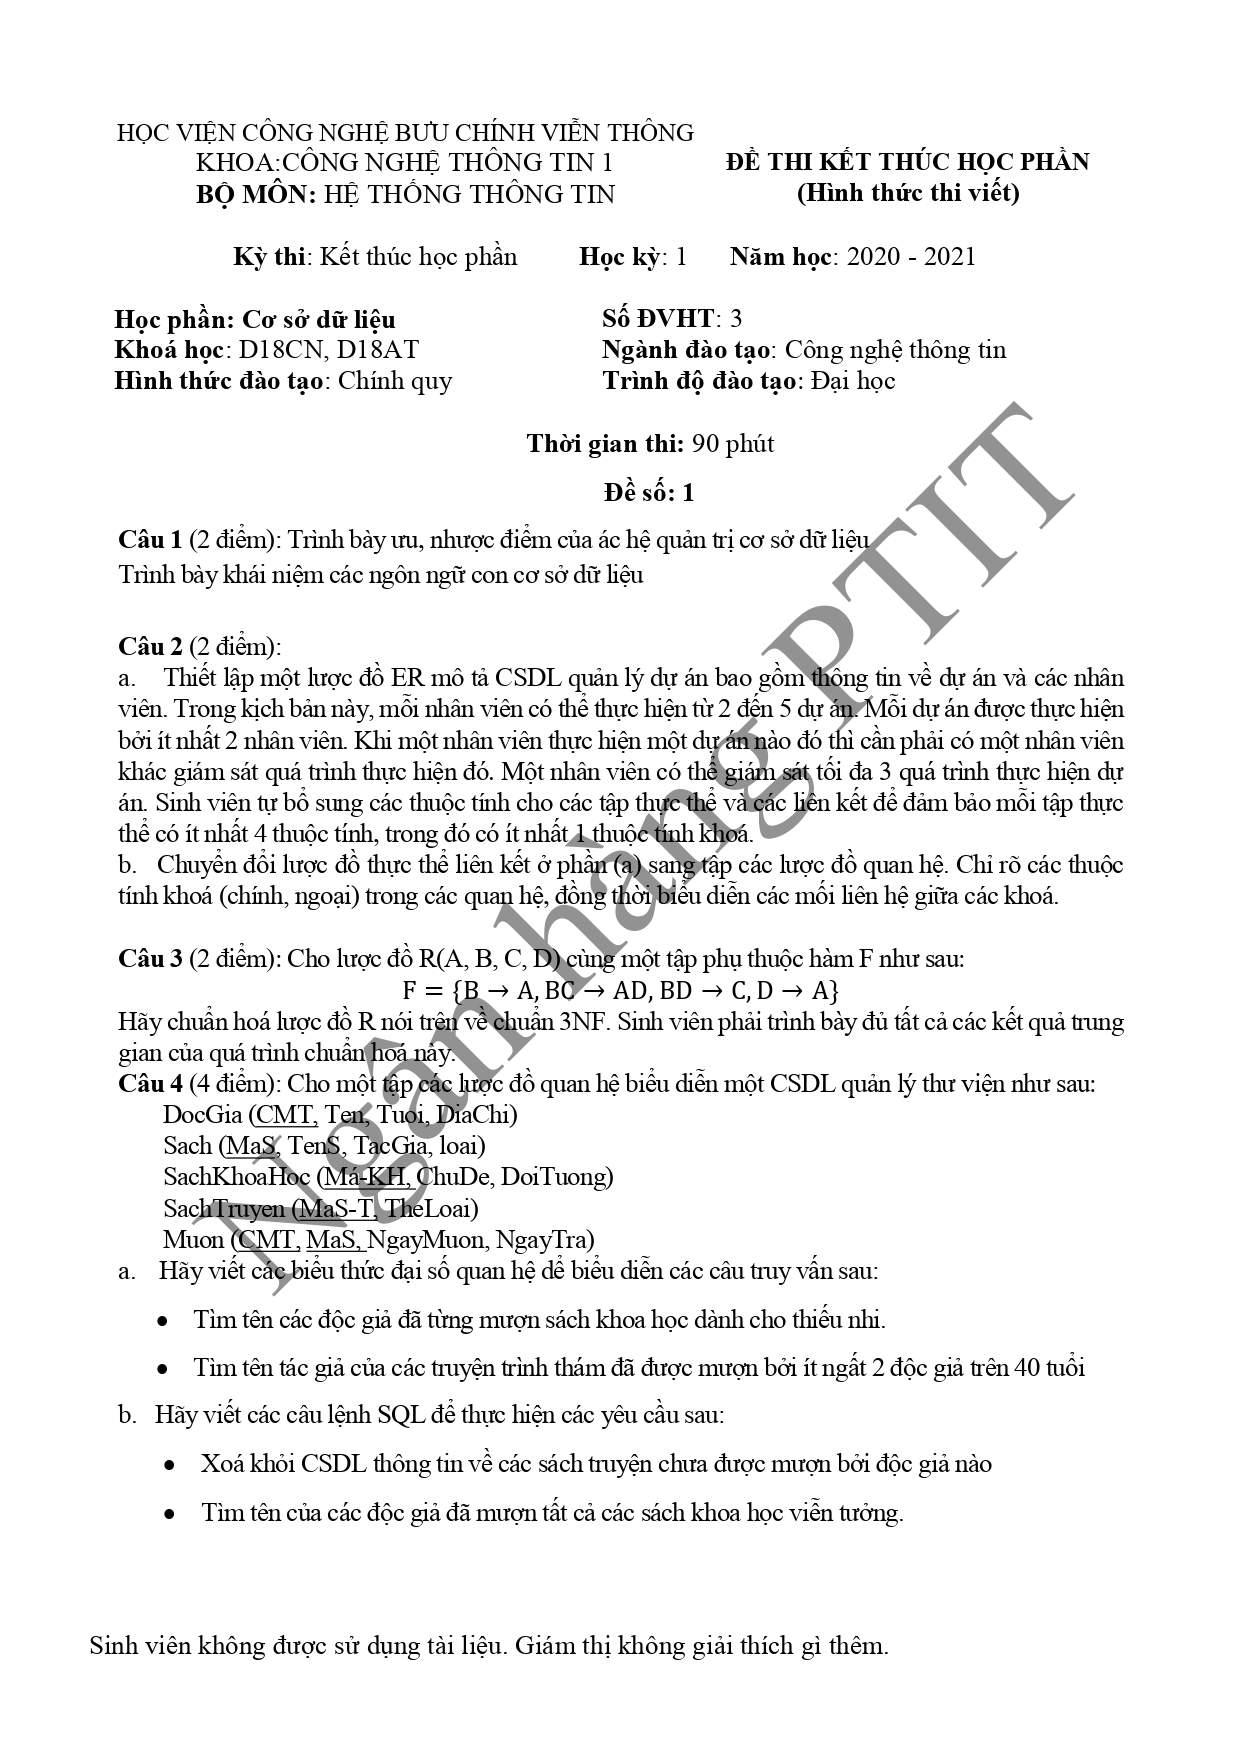 HỌC VIỆN CÔNG NGHỆ BƯU CHÍNH VIỄN THÔNG
KHOA:CÔNG NGHỆ THÔNG TIN 1
BỘ MÔN: HỆ THỐNG THÔNG TIN
ĐỀ THI KẾT THÚC HỌC PHẦN
(Hình thức thi viết)
Kỳ thi: Kết thúc học phần Học kỳ: 1 Năm học: 2020 - 2021
Học phần: Cơ sở dữ liệu Số ĐVHT: 3
Khoá học: D18CN, D18AT Ngành đào tạo: Công nghệ thông tin
Hình thức đào tạo: Chính quy Trình độ đào tạo: Đại học
Thời gian thi: 90 phút
Đề số: 1
Câu 1 (2 điểm): Trình bày ưu, nhược điểm của ác hệ quản trị cơ sở dữ liệu
Trình bày khái niệm các ngôn ngữ con cơ sở dữ liệu
Câu 2 (2 điểm):
a. Thiết lập một lược đồ ER mô tả CSDL quản lý dự án bao gồm thông tin về dự án và các nhân
viên. Trong kịch bản này, mỗi nhân viên có thể thực hiện từ 2 đến 5 dự án. Mỗi dự án được thực hiện
bởi ít nhất 2 nhân viên. Khi một nhân viên thực hiện một dự án nào đó thì cần phải có một nhân viên
khác giám sát quá trình thực hiện đó. Một nhân viên có thể giám sát tối đa 3 quá trình thực hiện dự
án. Sinh viên tự bổ sung các thuộc tính cho các tập thực thể và các liên kết để đảm bảo mỗi tập thực
thể có ít nhất 4 thuộc tính, trong đó có ít nhất 1 thuộc tính khoá.
b. Chuyển đổi lược đồ thực thể liên kết ở phần (a) sang tập các lược đồ quan hệ. Chỉ rõ các thuộc
tính khoá (chính, ngoại) trong các quan hệ, đồng thời biểu diễn các mối liên hệ giữa các khoá.
Câu 3 (2 điểm): Cho lược đồ R(A, B, C, D) cùng một tập phụ thuộc hàm F như sau:
F = {B → A, BC → AD, BD → C, D → A}
Hãy chuẩn hoá lược đồ R nói trên về chuẩn 3NF. Sinh viên phải trình bày đủ tất cả các kết quả trung
gian của quá trình chuẩn hoá này.
Câu 4 (4 điểm): Cho một tập các lược đồ quan hệ biểu diễn một CSDL quản lý thư viện như sau:
DocGia (CMT, Ten, Tuoi, DiaChi)
Sach (MaS, TenS, TacGia, loai)
SachKhoaHoc (Má-KH, ChuDe, DoiTuong)
SachTruyen (MaS-T, TheLoai)
Muon (CMT, MaS, NgayMuon, NgayTra)
a. Hãy viết các biểu thức đại số quan hệ dể biểu diễn các câu truy vấn sau:
• Tìm tên các độc giả đã từng mượn sách khoa học dành cho thiếu nhi.
• Tìm tên tác giả của các truyện trình thám đã được mượn bởi ít ngất 2 độc giả trên 40 tuổi
b. Hãy viết các câu lệnh SQL để thực hiện các yêu cầu sau:
• Xoá khỏi CSDL thông tin về các sách truyện chưa được mượn bởi độc giả nào
• Tìm tên của các độc giả đã mượn tất cả các sách khoa học viễn tưởng.
Sinh viên không được sử dụng tài liệu. Giám thị không giải thích gì thêm.
Ngân hàng PTIT